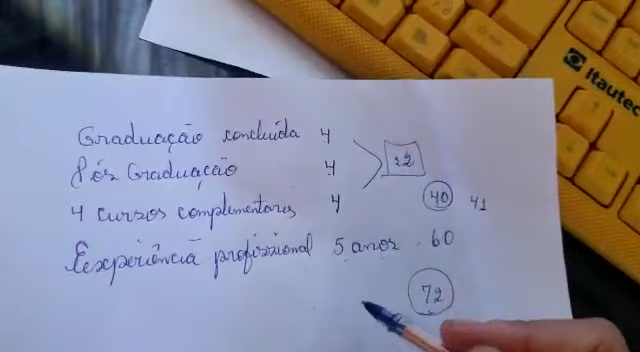 Itautec
Graduação concluída 4
Pós Graduação 4
12
4 cursos complementares 4
40 41
Experiência profissional 5 anos 60
72